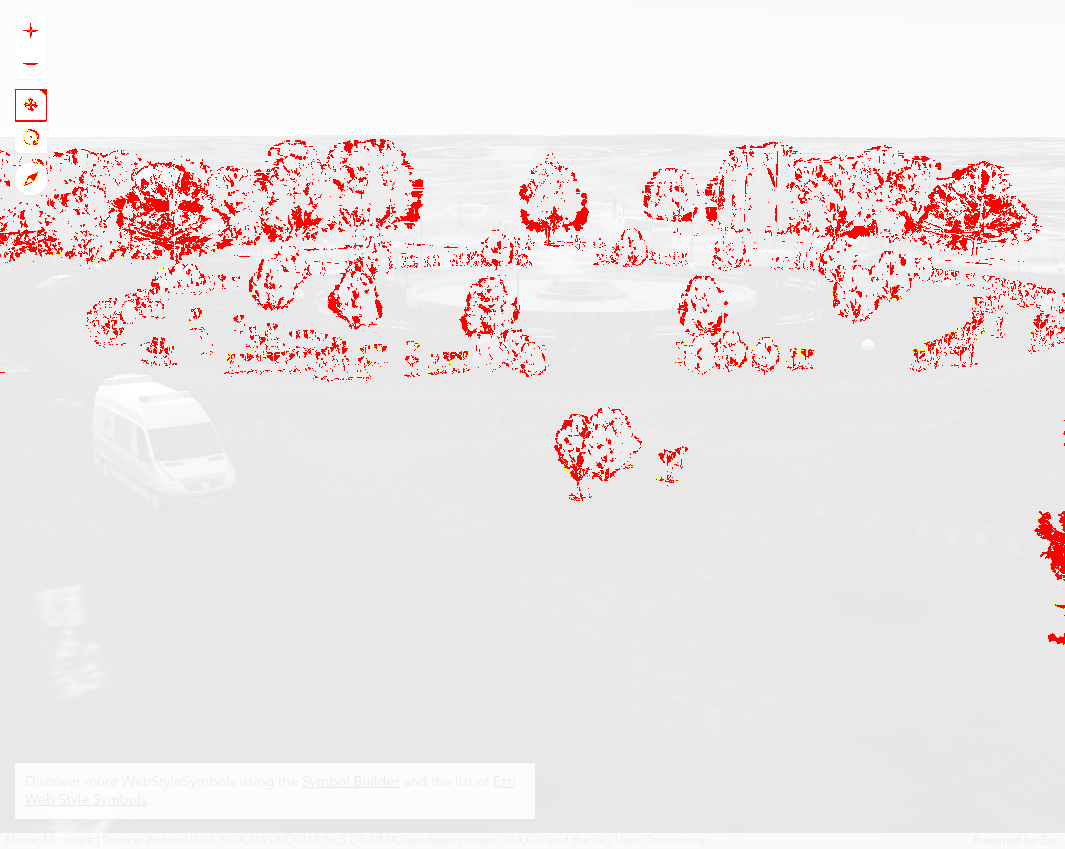 Discover more WebStyleSymbols using the Symbol Builder and the list of Esri
Web Style Symbols.
Maxar, Microsoft | Source: Airbus,USGS,NGA,NASA,CGIAR,NLS,OS,NMA,Geodatastyrelsen,GSA,GSI and the GIS User Community
Powered by Esri